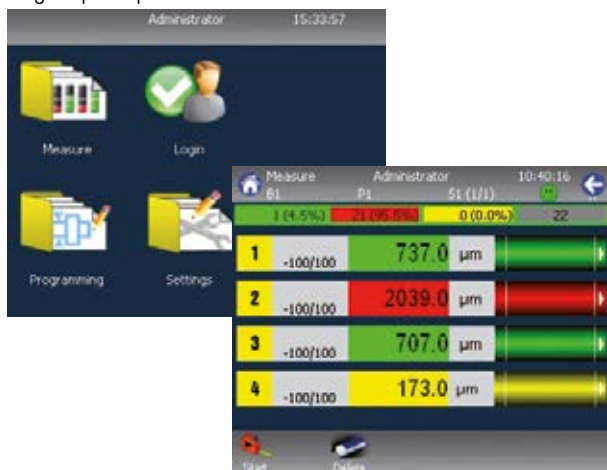 Administrator 15:33:57
Measure Login
Programming Settings
Measure Administrator 10:40:16
B1 P1 S1 (1/1)
1 (4.5%) 21 (95.5%) 0 (0.0%) 22
1 -100/100 737.0 µm
2 -100/100 2039.0 µm
3 -100/100 707.0 µm
4 -100/100 173.0 µm
Start Delete